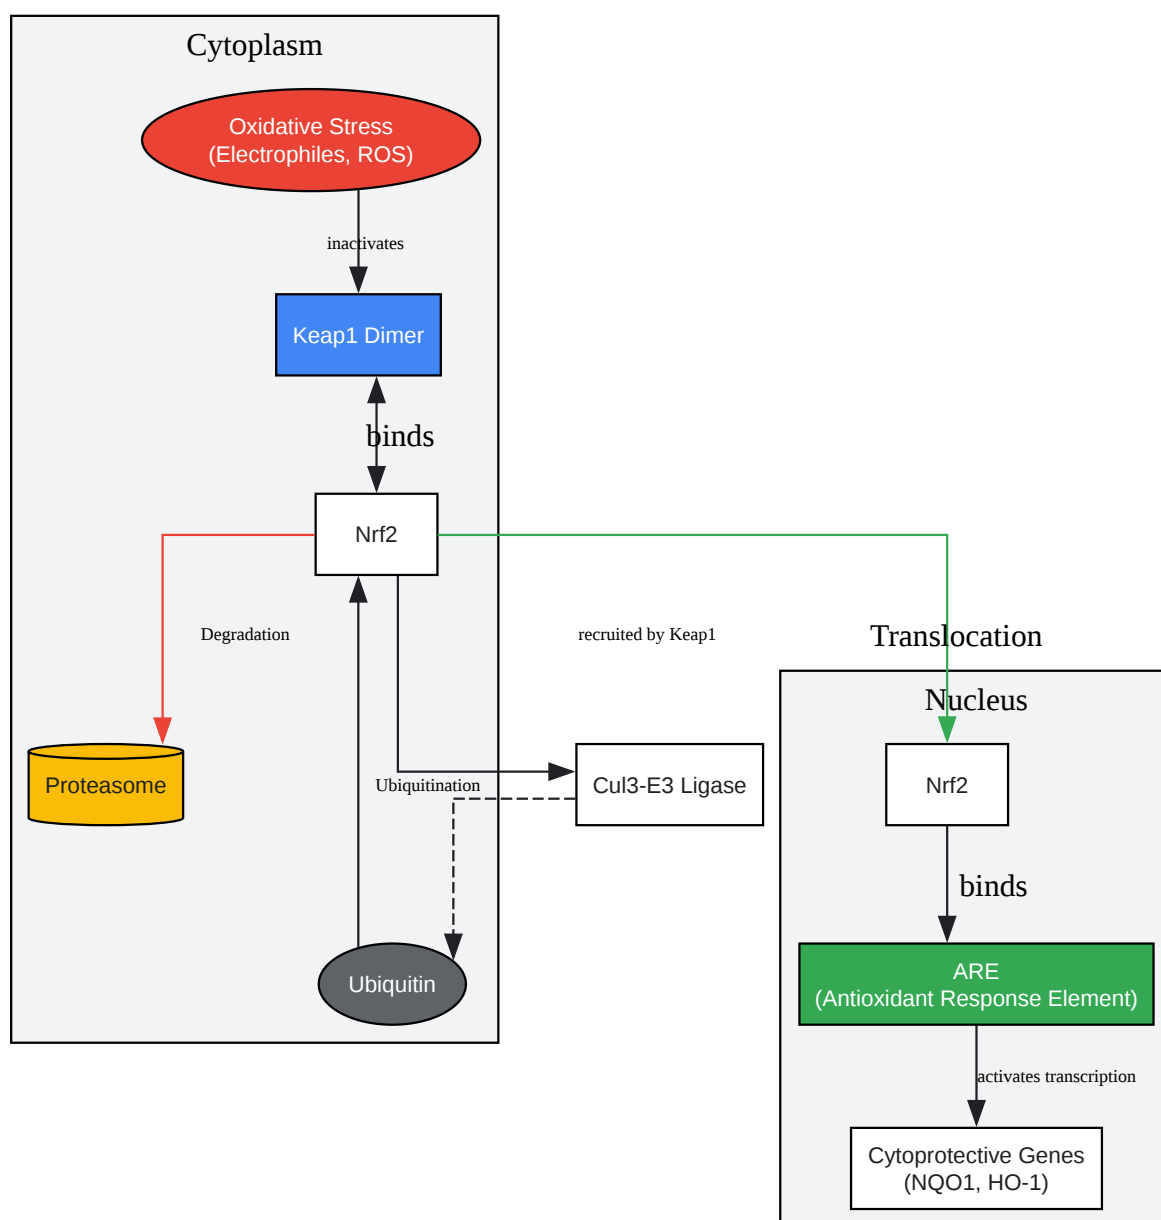 Cytoplasm
Oxidative Stress
(Electrophiles, ROS)
inactivates
Keap1 Dimer
binds
Nrf2
Degradation
recruited by Keap1
Translocation
Nucleus
Proteasome
Ubiquitination
Cul3-E3 Ligase
Nrf2
binds
Ubiquitin
ARE
(Antioxidant Response Element)
activates transcription
Cytoprotective Genes
(NQO1, HO-1)